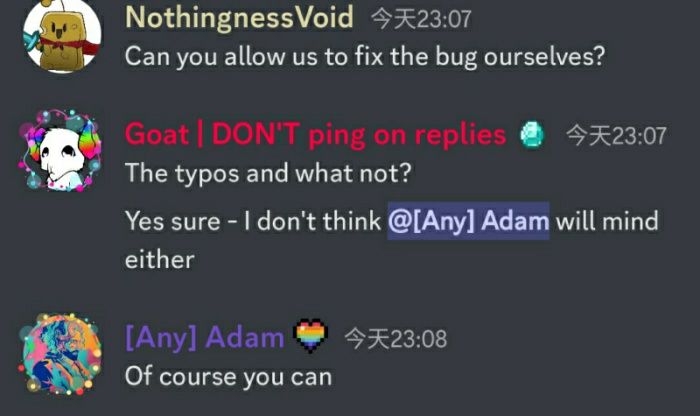 NothingnessVoid 今天23:07
Can you allow us to fix the bug ourselves?
Goat | DON'T ping on replies 今天23:07
The typos and what not?
Yes sure - I don't think @[Any] Adam will mind
either
[Any] Adam 今天23:08
Of course you can